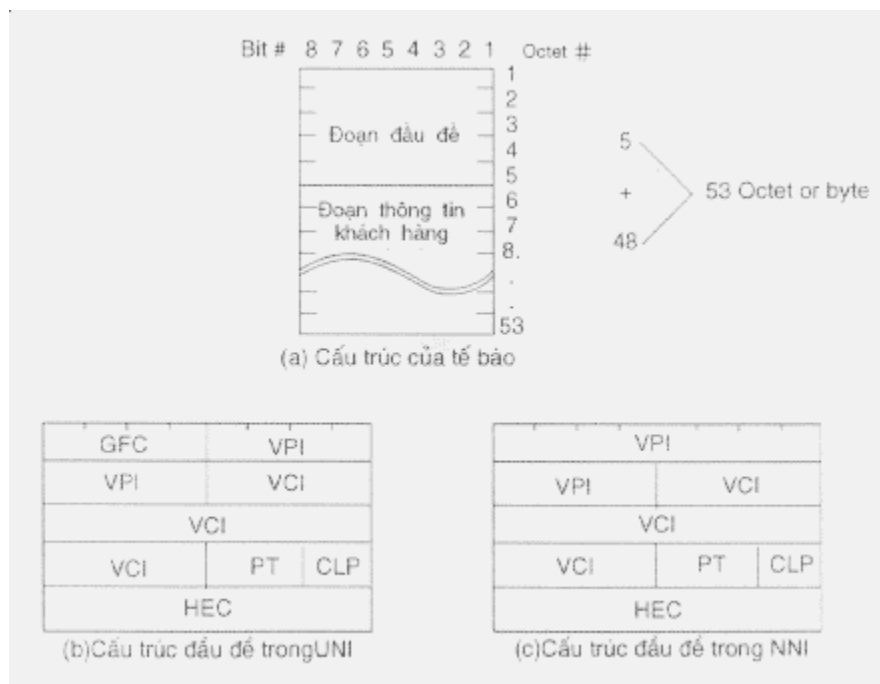 Bit # 8 7 6 5 4 3 2 1 Octet #
1
2
3
4
5
6
7
8.
.
.
53
Đoạn đầu đề
Đoạn thông tin
khách hàng
5
+
48
53 Octet or byte
(a) Cấu trúc của tế bào
GFC VPI
VPI VCI
VCI
VCI PT CLP
HEC
(b)Cấu trúc đầu đề trongUNI
VPI
VPI VCI
VCI
VCI PT CLP
HEC
(c)Cấu trúc đầu đề trong NNI